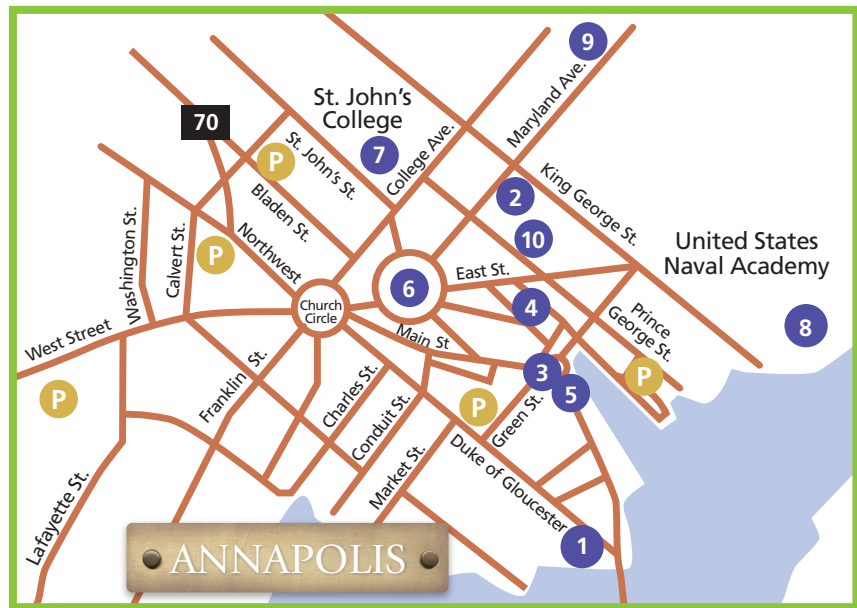 9
Maryland Ave.
St. John's
College
70
7
College Ave.
P
St. John's St.
2
King George St.
Bladen St.
10
United States
Naval Academy
Washington St.
Calvert St.
P
Northwest
East St.
6
4
Church
Circle
Prince
George St.
8
West Street
Main St
3
P
5
Franklin St.
Charles St.
Conduit St.
P
P
Green St.
Market St.
Duke of Gloucester
Lafayette St.
1
ANNAPOLIS